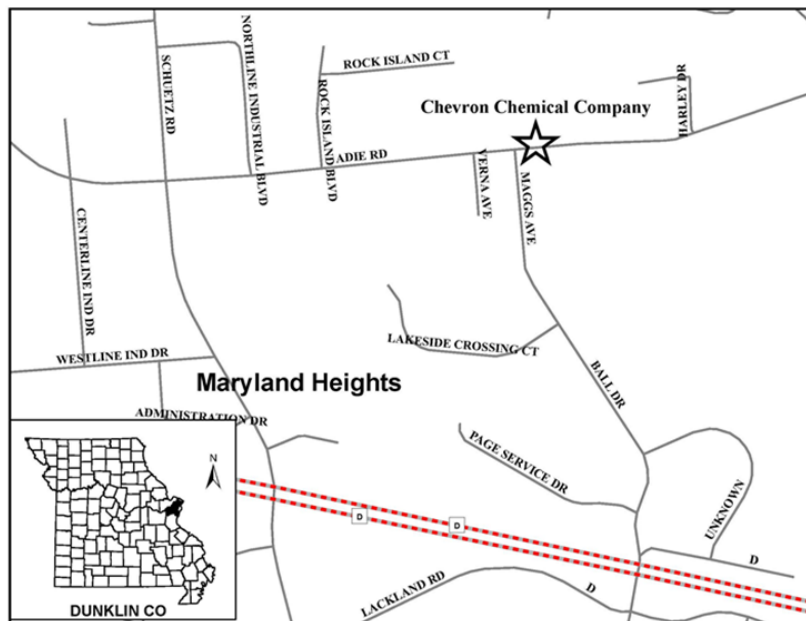 ROCK ISLAND CT
SCHUETZ RD
NORTHLINE INDUSTRIAL BLVD
ROCK ISLAND BLVD
HARLEY DR
Chevron Chemical Company
ADIE RD
VERNA AVE
MAGGS AVE
CENTERLINE IND DR
LAKESIDE CROSSING CT
WESTLINE IND DR
BALL DR
Maryland Heights
ADMINISTRATION DR
PAGE SERVICE DR
N
UNKNOWN
D
D
D
D
LACKLAND RD
DUNKLIN CO